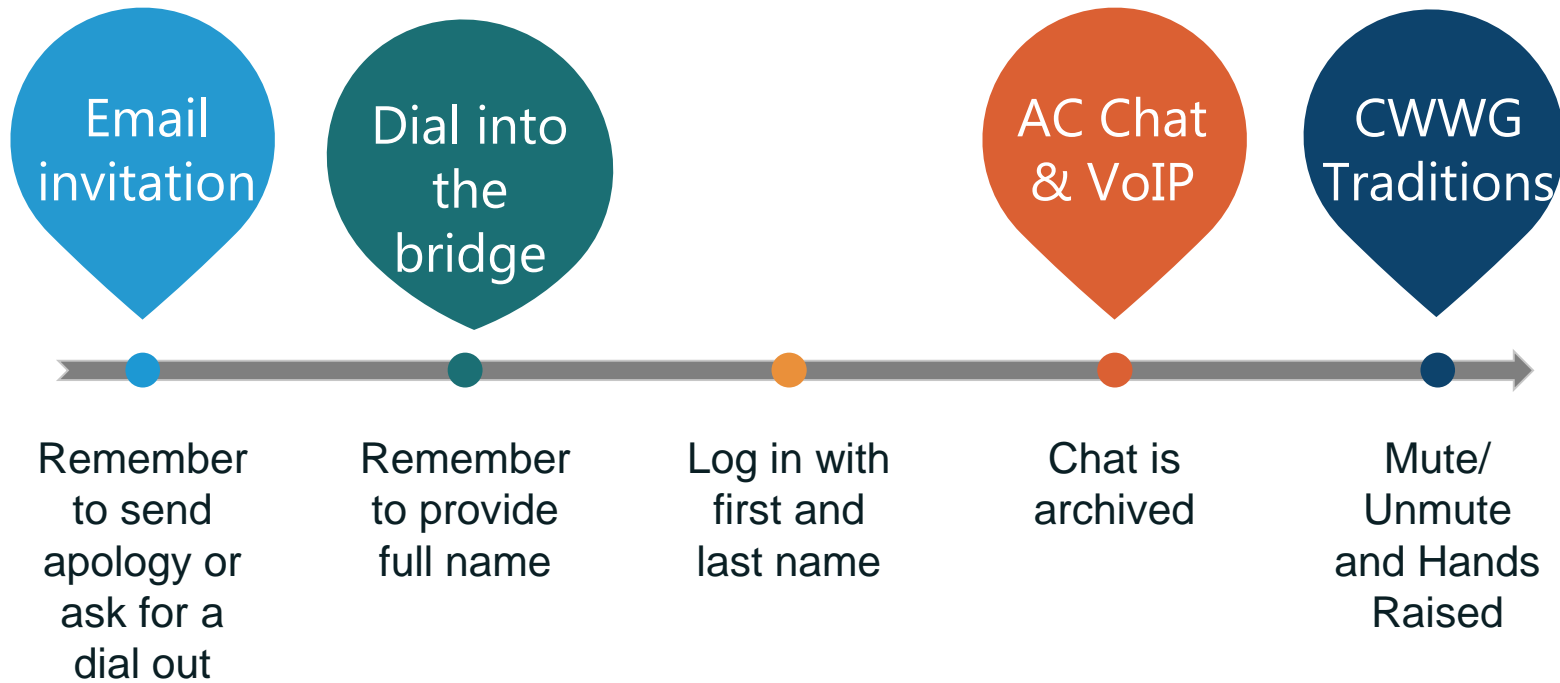 Email
invitation
Dial into
the
bridge
AC Chat
& VoIP
CWWG
Traditions
Remember
to send
apology or
ask for a
dial out
Remember
to provide
full name
Log in with
first and
last name
Chat is
archived
Mute/
Unmute
and Hands
Raised